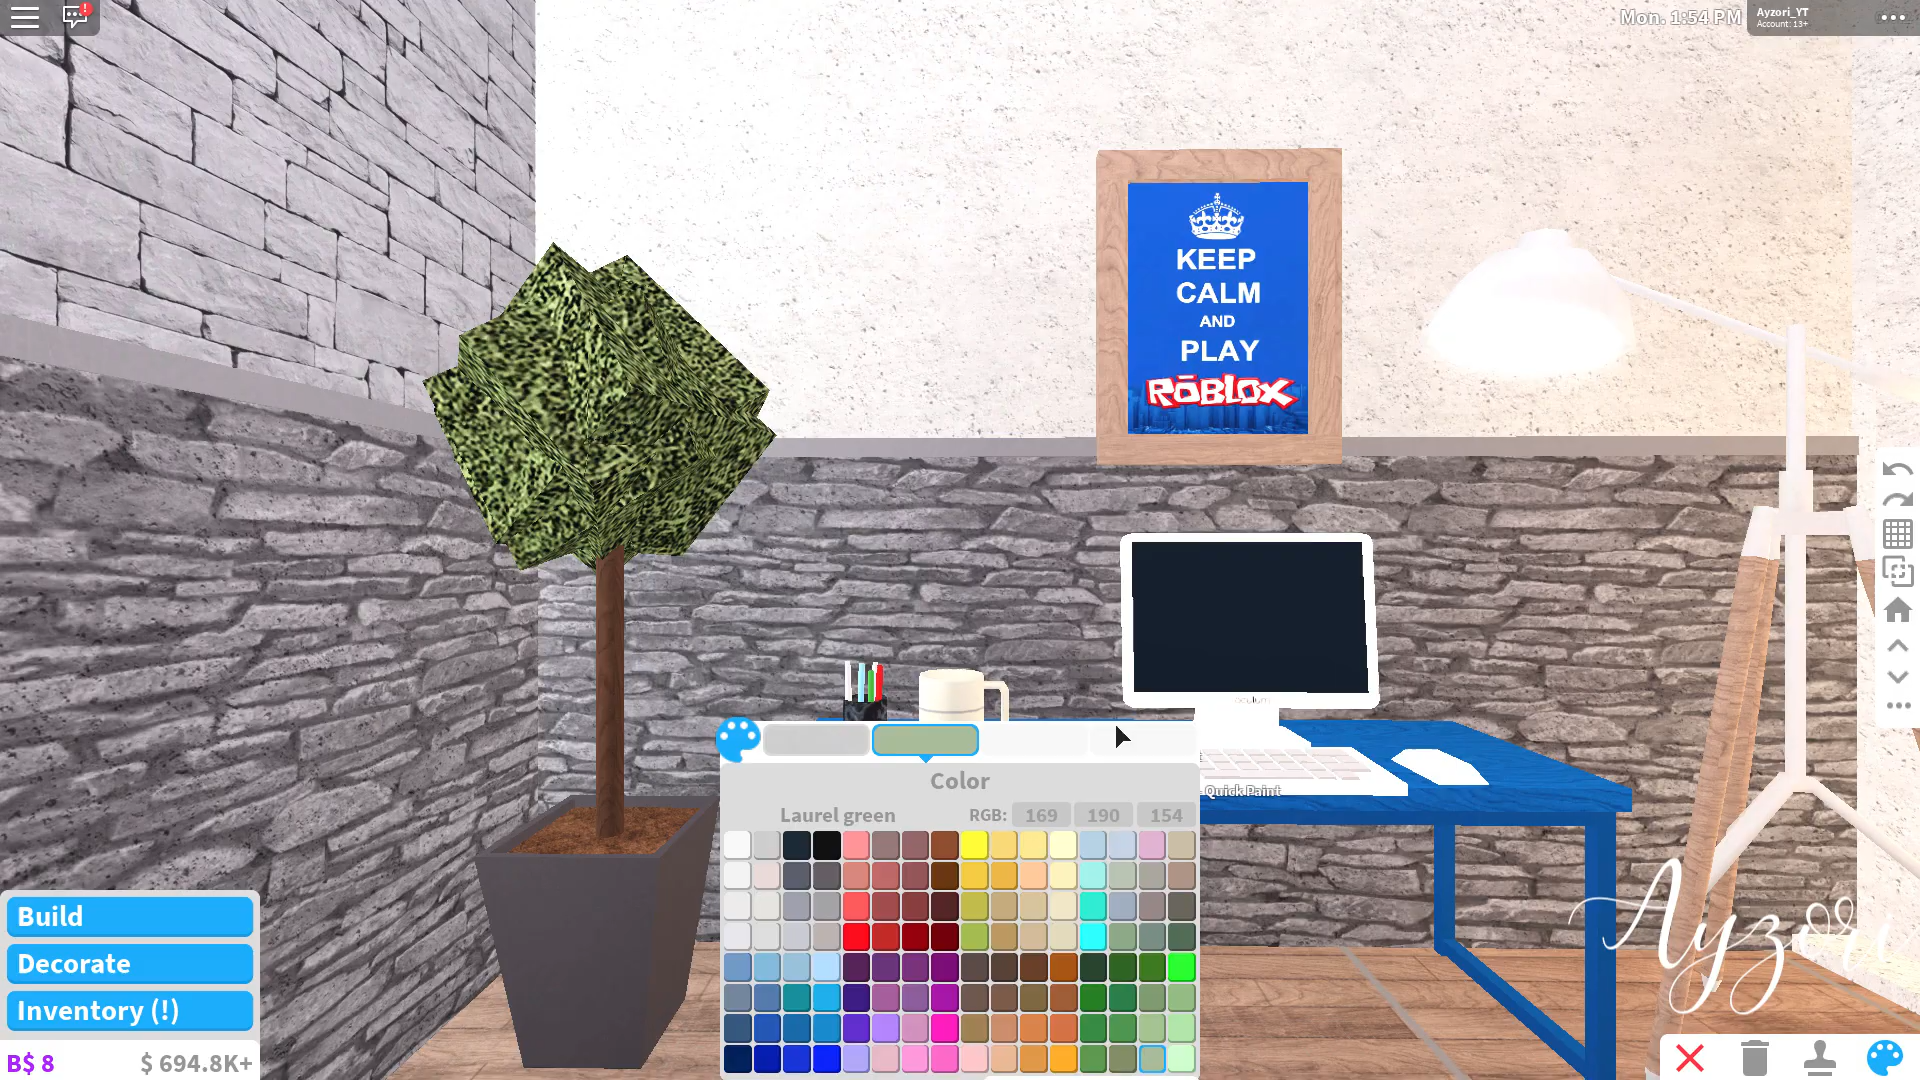 Mon. 1:54 PM
Ayzori_YT
Account: 13+
KEEP
CALM
AND
PLAY
ROBLOX
oculum
Color
Quick Paint
Laurel green
RGB: 169 190 154
Build
Decorate
Inventory (!)
B$ 8
$ 694.8K+
Ayzori